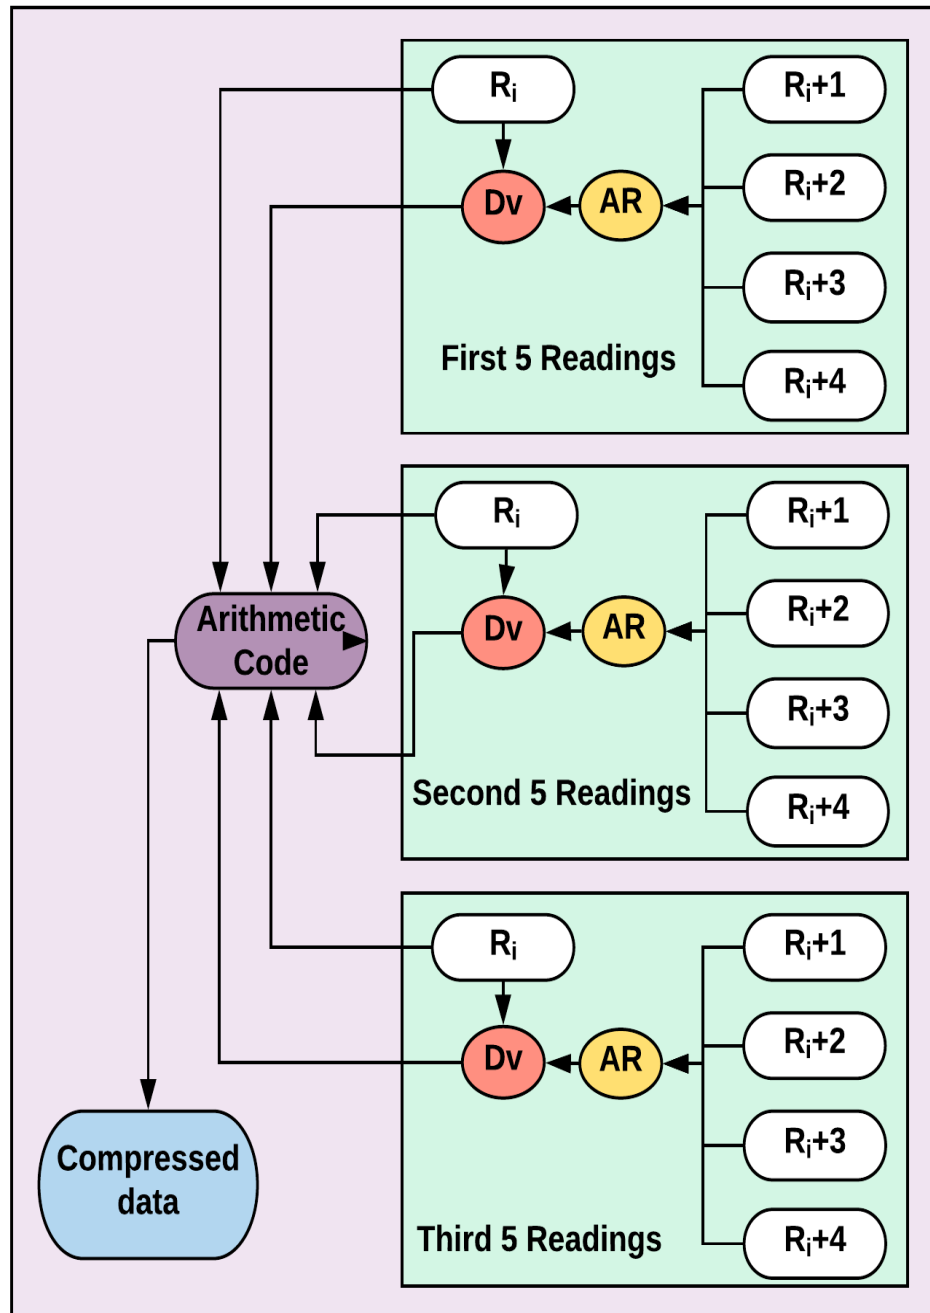 Rᵢ
Rᵢ+1
Rᵢ+2
Dv
AR
Rᵢ+3
Rᵢ+4
First 5 Readings
Rᵢ
Rᵢ+1
Rᵢ+2
Dv
AR
Rᵢ+3
Rᵢ+4
Second 5 Readings
Arithmetic
Code
Rᵢ
Rᵢ+1
Rᵢ+2
Dv
AR
Rᵢ+3
Rᵢ+4
Third 5 Readings
Compressed
data